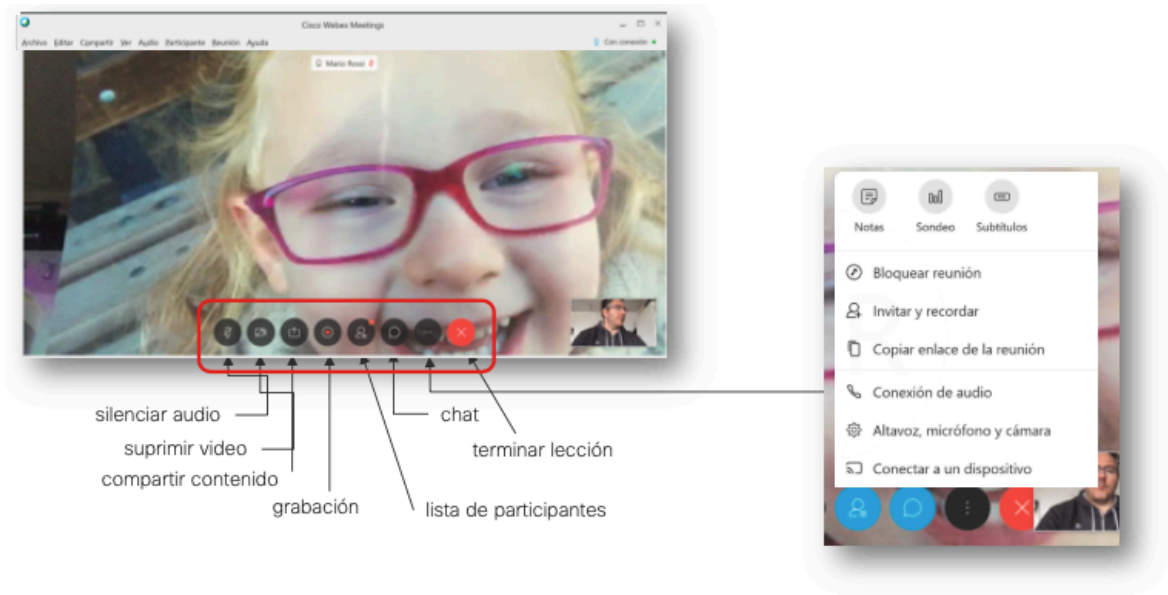 Cisco Webex Meetings
Archivo Editar Compartir Ver Audio Participante Reunión Ayuda
Con conexión
Mario Rossi
silenciar audio
suprimir video
compartir contenido
grabación
lista de participantes
chat
terminar lección
Notas Sondeo Subtítulos
Bloquear reunión
Invitar y recordar
Copiar enlace de la reunión
Conexión de audio
Altavoz, micrófono y cámara
Conectar a un dispositivo